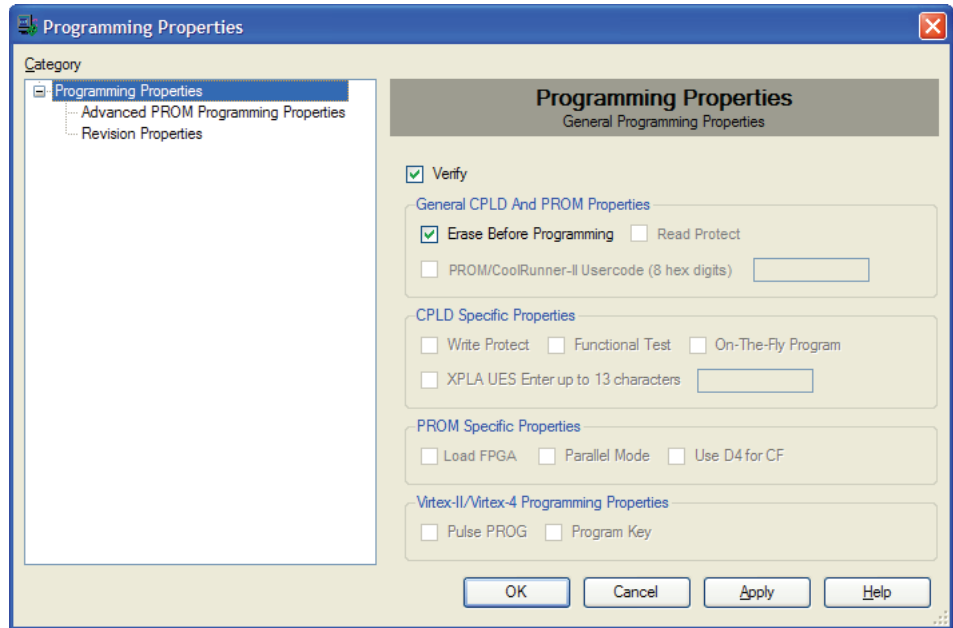 Programming Properties
Category
Programming Properties
Advanced PROM Programming Properties
Revision Properties
Programming Properties
General Programming Properties
Verify
General CPLD And PROM Properties
Erase Before Programming Read Protect
PROM/CoolRunner-II Usercode (8 hex digits)
CPLD Specific Properties
Write Protect Functional Test On-The-Fly Program
XPLA UES Enter up to 13 characters
PROM Specific Properties
Load FPGA Parallel Mode Use D4 for CF
Virtex-II/Virtex-4 Programming Properties
Pulse PROG Program Key
OK Cancel Apply Help